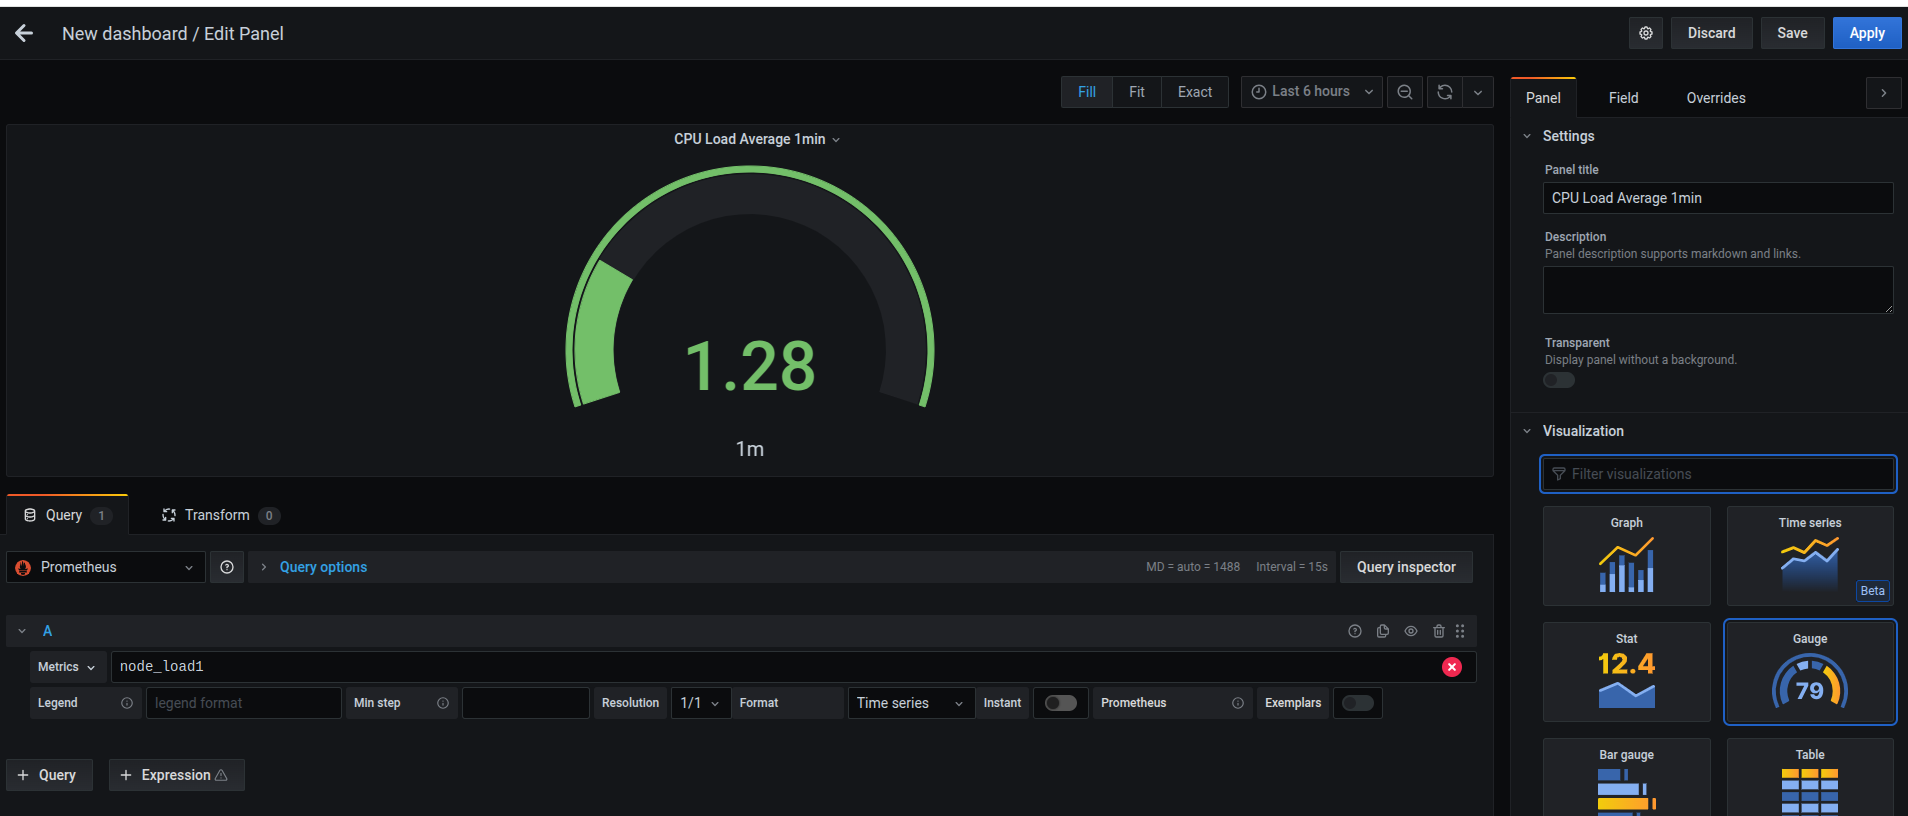 New dashboard / Edit Panel
Discard
Save
Apply
Fill
Fit
Exact
Last 6 hours
Panel
Field
Overrides
CPU Load Average 1min
1.28
1m
Settings
Panel title
CPU Load Average 1min
Description
Panel description supports markdown and links.
Transparent
Display panel without a background.
Visualization
Filter visualizations
Graph
Time series
Beta
Stat
12.4
Gauge
79
Bar gauge
Table
Query 1
Transform 0
Prometheus
Query options
MD = auto = 1488
Interval = 15s
Query inspector
A
Metrics
node_load1
Legend
legend format
Min step
Resolution
1/1
Format
Time series
Instant
Prometheus
Exemplars
+ Query
+ Expression